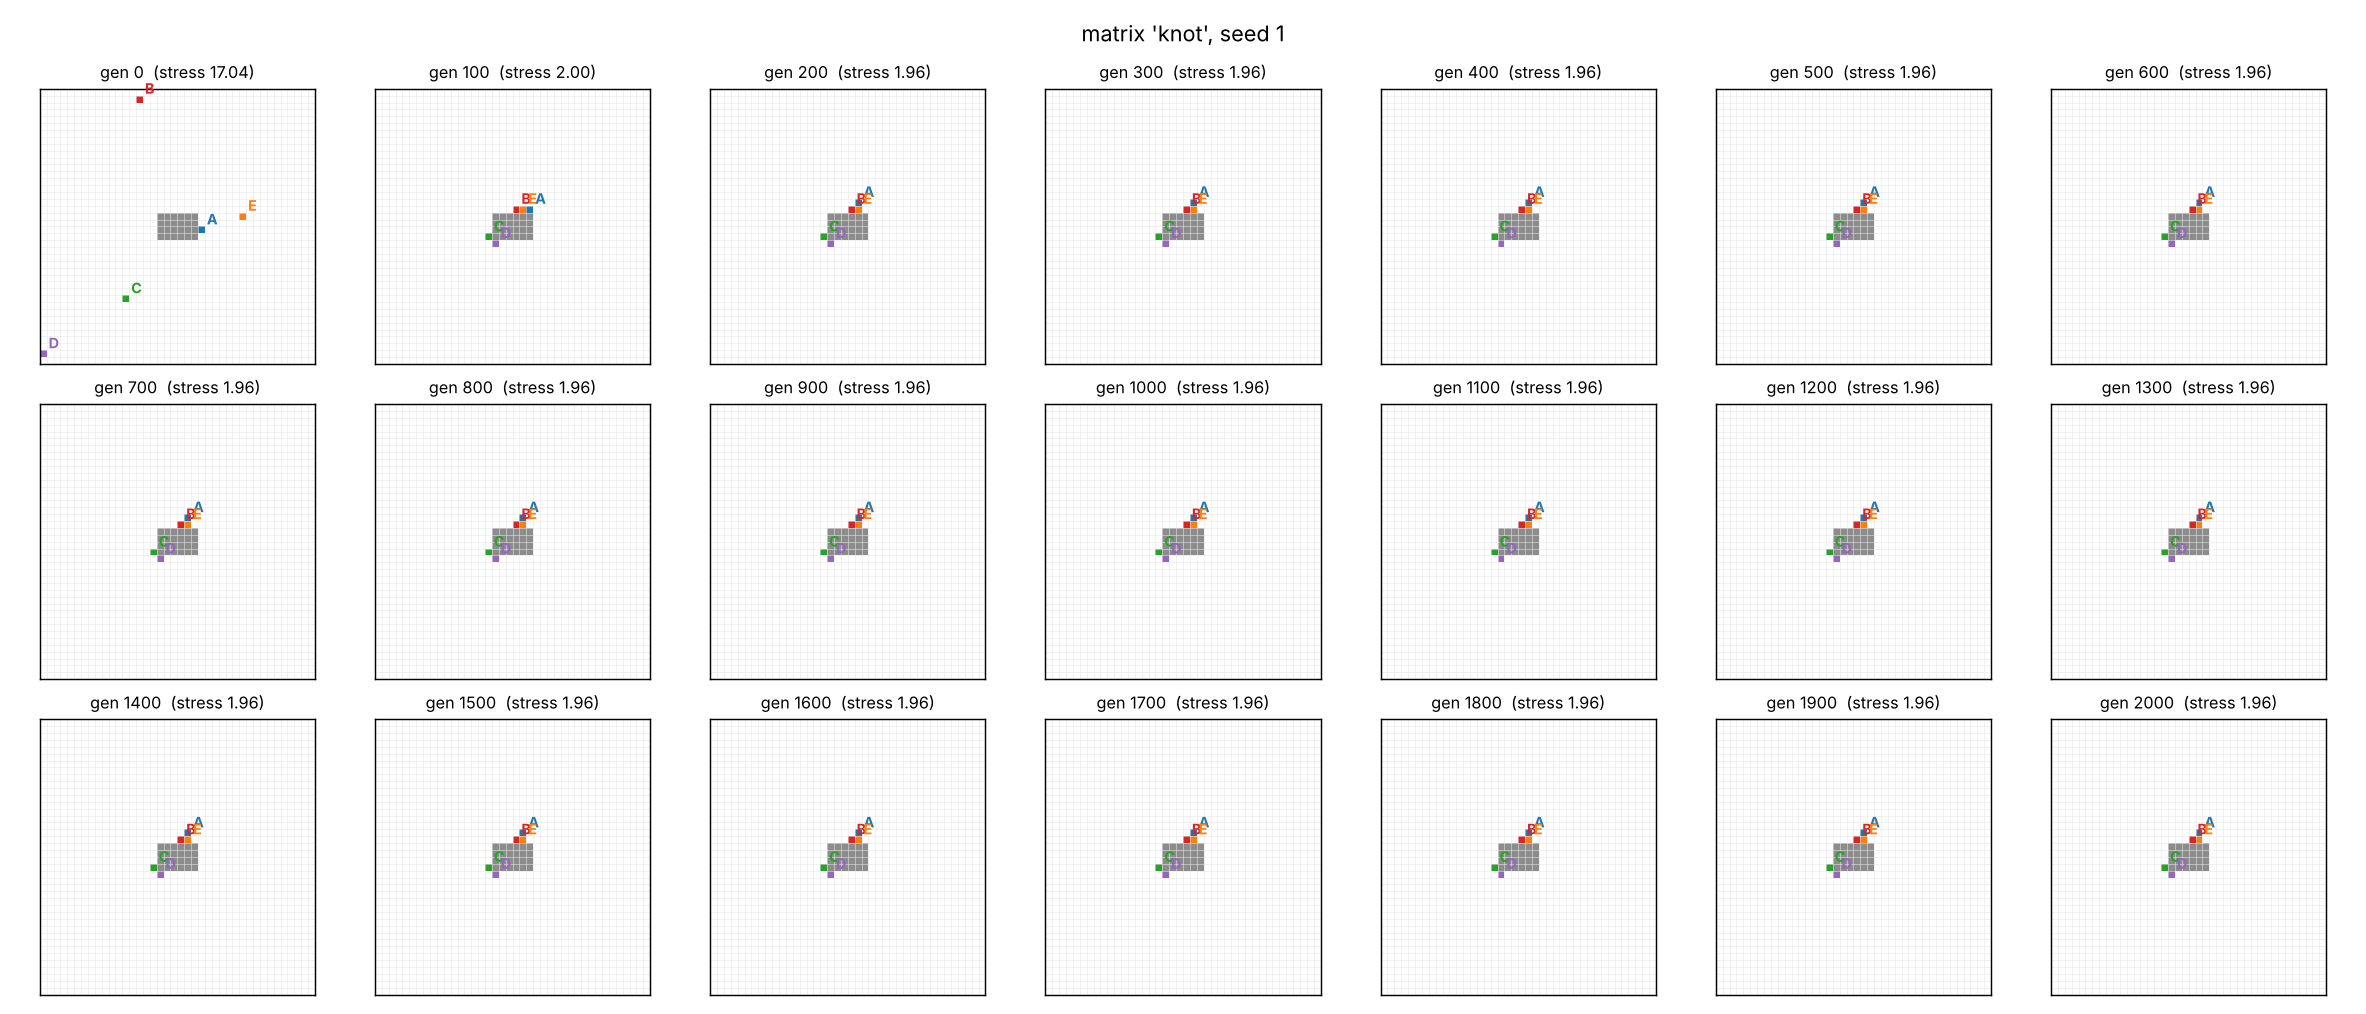 matrix 'knot', seed 1
gen 0 (stress 17.04) gen 100 (stress 2.00) gen 200 (stress 1.96) gen 300 (stress 1.96) gen 400 (stress 1.96) gen 500 (stress 1.96) gen 600 (stress 1.96)
B
A E
C
D
B E A
C D
A
B E
C D
A
B E
C D
A
B E
C D
A
B E
C D
A
B E
C D
gen 700 (stress 1.96) gen 800 (stress 1.96) gen 900 (stress 1.96) gen 1000 (stress 1.96) gen 1100 (stress 1.96) gen 1200 (stress 1.96) gen 1300 (stress 1.96)
A
B E
C D
A
B E
C D
A
B E
C D
A
B E
C D
A
B E
C D
A
B E
C D
A
B E
C D
gen 1400 (stress 1.96) gen 1500 (stress 1.96) gen 1600 (stress 1.96) gen 1700 (stress 1.96) gen 1800 (stress 1.96) gen 1900 (stress 1.96) gen 2000 (stress 1.96)
A
B E
C D
A
B E
C D
A
B E
C D
A
B E
C D
A
B E
C D
A
B E
C D
A
B E
C D